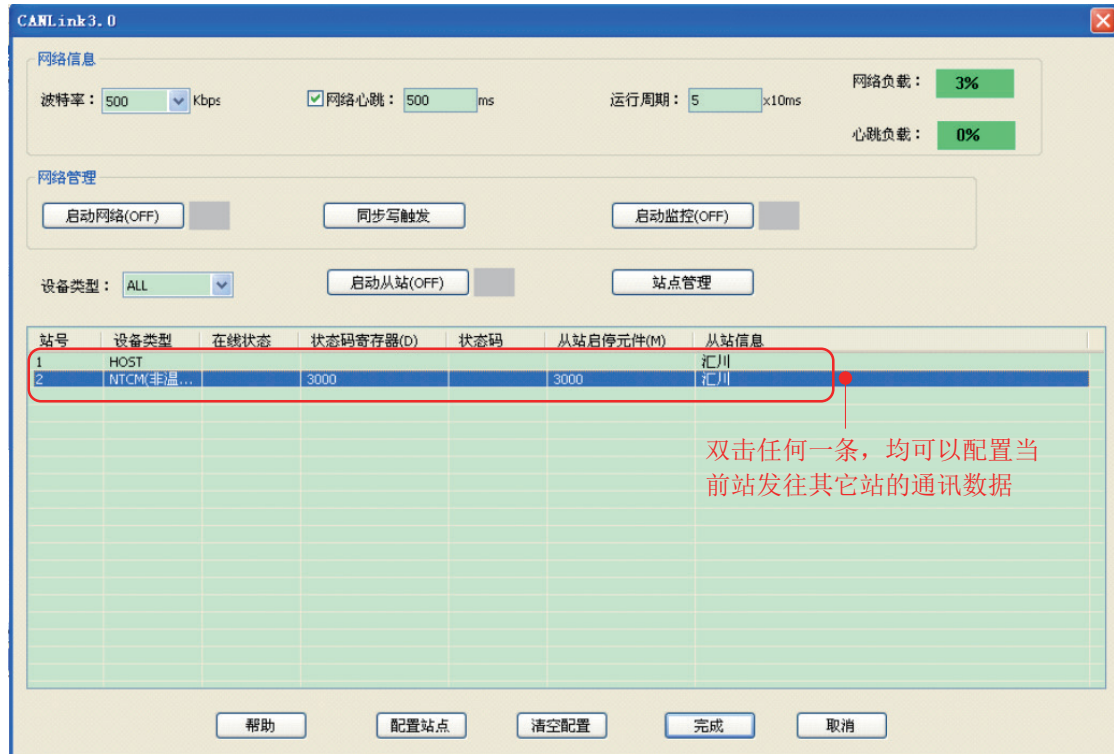 CANLink3.0
网络信息
波特率： 500 Kbps 网络心跳： 500 ms 运行周期： 5 x10ms 网络负载： 3%
心跳负载： 0%
网络管理
启动网络(OFF) 同步写触发 启动监控(OFF)
设备类型： ALL 启动从站(OFF) 站点管理
站号 设备类型 在线状态 状态码寄存器(D) 状态码 从站启停元件(M) 从站信息
1 HOST 汇川
2 NTCM(非温... 3000 3000 汇川
双击任何一条，均可以配置当
前站发往其它站的通讯数据
帮助 配置站点 清空配置 完成 取消